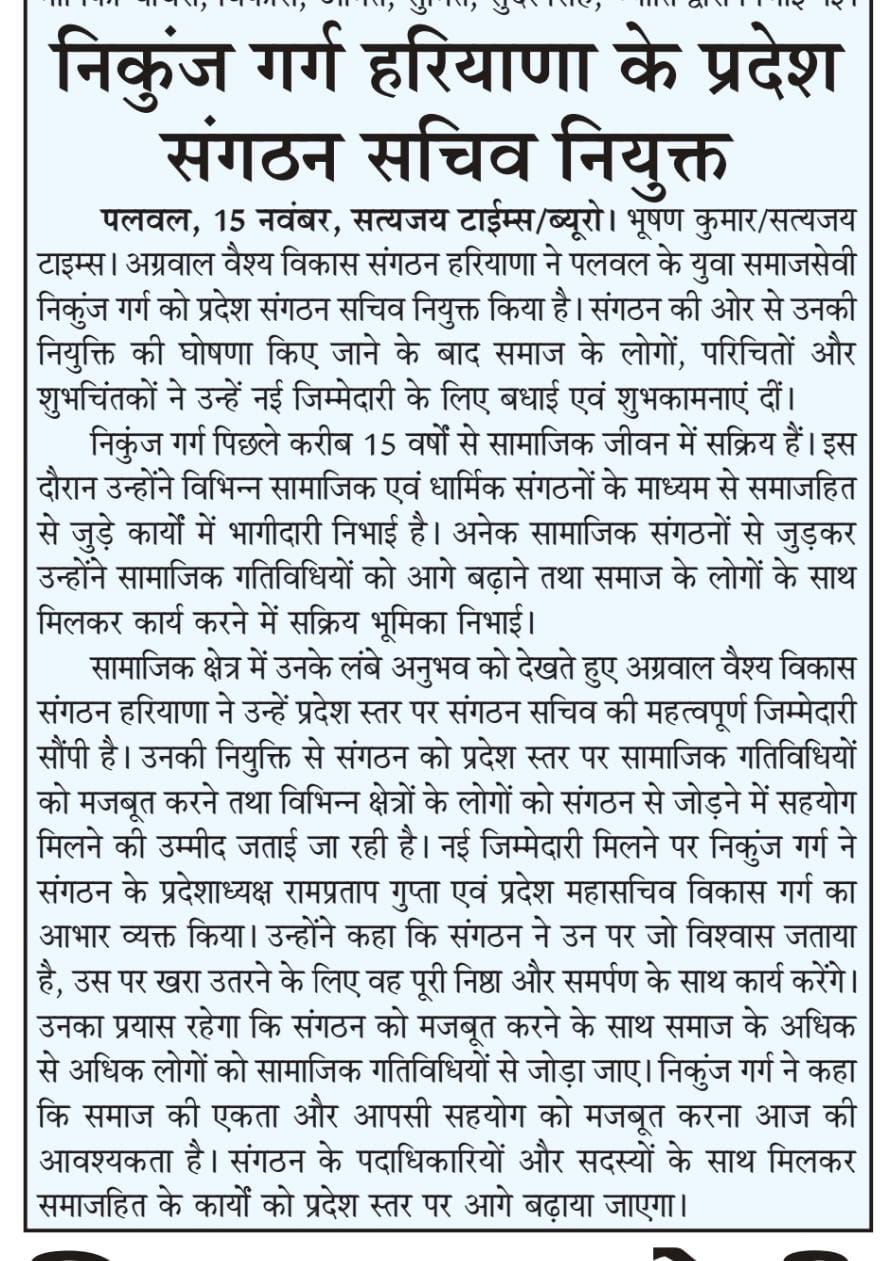 निकुंज गर्ग हरियाणा के प्रदेश
संगठन सचिव नियुक्त
पलवल, 15 नवंबर, सत्यजय टाईम्स/ब्यूरो। भूषण कुमार/सत्यजय
टाइम्स। अग्रवाल वैश्य विकास संगठन हरियाणा ने पलवल के युवा समाजसेवी
निकुंज गर्ग को प्रदेश संगठन सचिव नियुक्त किया है। संगठन की ओर से उनकी
नियुक्ति की घोषणा किए जाने के बाद समाज के लोगों, परिचितों और
शुभचिंतकों ने उन्हें नई जिम्मेदारी के लिए बधाई एवं शुभकामनाएं दीं।
निकुंज गर्ग पिछले करीब 15 वर्षों से सामाजिक जीवन में सक्रिय हैं। इस
दौरान उन्होंने विभिन्न सामाजिक एवं धार्मिक संगठनों के माध्यम से समाजहित
से जुड़े कार्यों में भागीदारी निभाई है। अनेक सामाजिक संगठनों से जुड़कर
उन्होंने सामाजिक गतिविधियों को आगे बढ़ाने तथा समाज के लोगों के साथ
मिलकर कार्य करने में सक्रिय भूमिका निभाई।
सामाजिक क्षेत्र में उनके लंबे अनुभव को देखते हुए अग्रवाल वैश्य विकास
संगठन हरियाणा ने उन्हें प्रदेश स्तर पर संगठन सचिव की महत्वपूर्ण जिम्मेदारी
सौंपी है। उनकी नियुक्ति से संगठन को प्रदेश स्तर पर सामाजिक गतिविधियों
को मजबूत करने तथा विभिन्न क्षेत्रों के लोगों को संगठन से जोड़ने में सहयोग
मिलने की उम्मीद जताई जा रही है। नई जिम्मेदारी मिलने पर निकुंज गर्ग ने
संगठन के प्रदेशाध्यक्ष रामप्रताप गुप्ता एवं प्रदेश महासचिव विकास गर्ग का
आभार व्यक्त किया। उन्होंने कहा कि संगठन ने उन पर जो विश्वास जताया
है, उस पर खरा उतरने के लिए वह पूरी निष्ठा और समर्पण के साथ कार्य करेंगे।
उनका प्रयास रहेगा कि संगठन को मजबूत करने के साथ समाज के अधिक
से अधिक लोगों को सामाजिक गतिविधियों से जोड़ा जाए। निकुंज गर्ग ने कहा
कि समाज की एकता और आपसी सहयोग को मजबूत करना आज की
आवश्यकता है। संगठन के पदाधिकारियों और सदस्यों के साथ मिलकर
समाजहित के कार्यों को प्रदेश स्तर पर आगे बढ़ाया जाएगा।